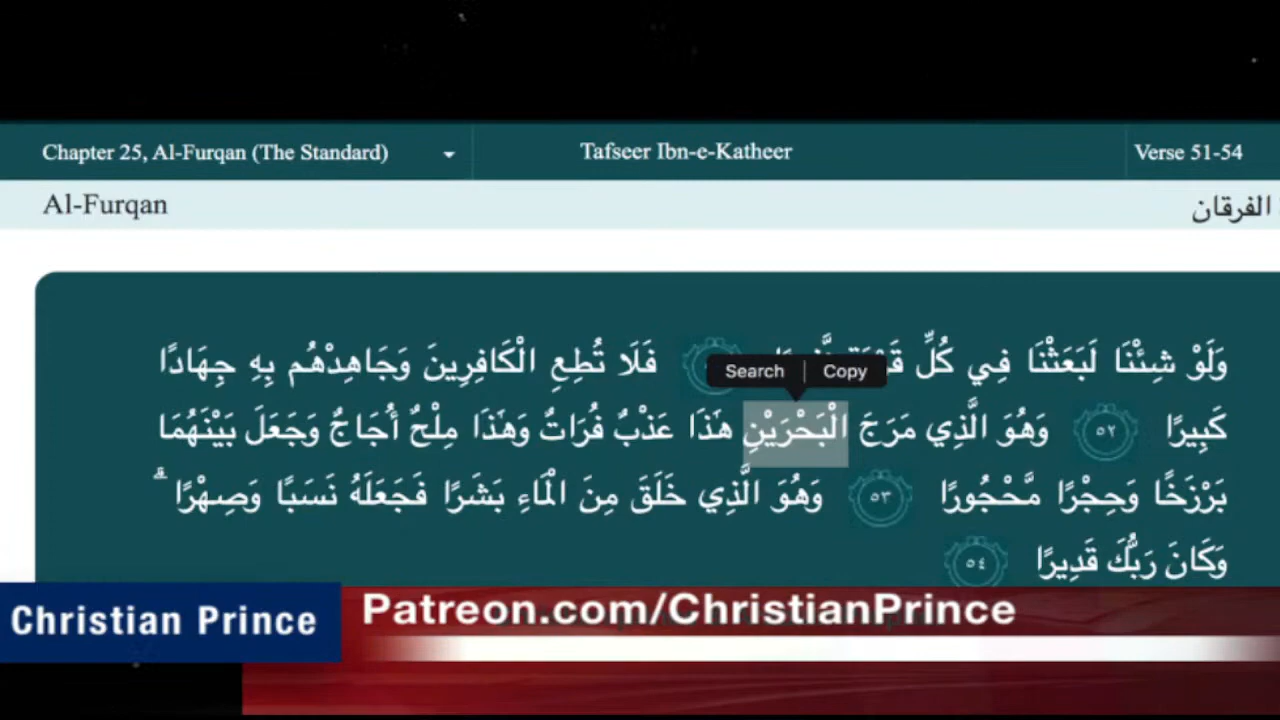 Chapter 25, Al-Furqan (The Standard)
Tafseer Ibn-e-Katheer
Verse 51-54
Al-Furqan
الفرقان
وَلَوْ شِئْنَا لَبَعَثْنَا فِي كُلِّ فَلَا تُطِعِ الْكَافِرِينَ وَجَاهِدْهُم بِهِ جِهَادًا
Search | Copy
كَبِيرًا ٥٢ وَهُوَ الَّذِي مَرَجَ الْبَحْرَيْنِ هَٰذَا عَذْبٌ فُرَاتٌ وَهَٰذَا مِلْحٌ أُجَاجٌ وَجَعَلَ بَيْنَهُمَا
بَرْزَخًا وَحِجْرًا مَّحْجُورًا ٥٣ وَهُوَ الَّذِي خَلَقَ مِنَ الْمَاءِ بَشَرًا فَجَعَلَهُ نَسَبًا وَصِهْرًا ۗ
وَكَانَ رَبُّكَ قَدِيرًا ٥٤
Christian Prince
Patreon.com/ChristianPrince